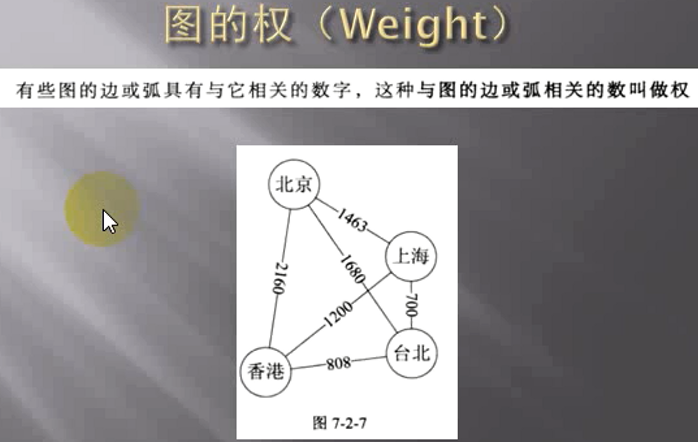 图的权（Weight）
有些图的边或弧具有与它相关的数字，这种与图的边或弧相关的数叫做权
北京
1463
上海
2160
1680
1200
700
香港
808
台北
图 7-2-7